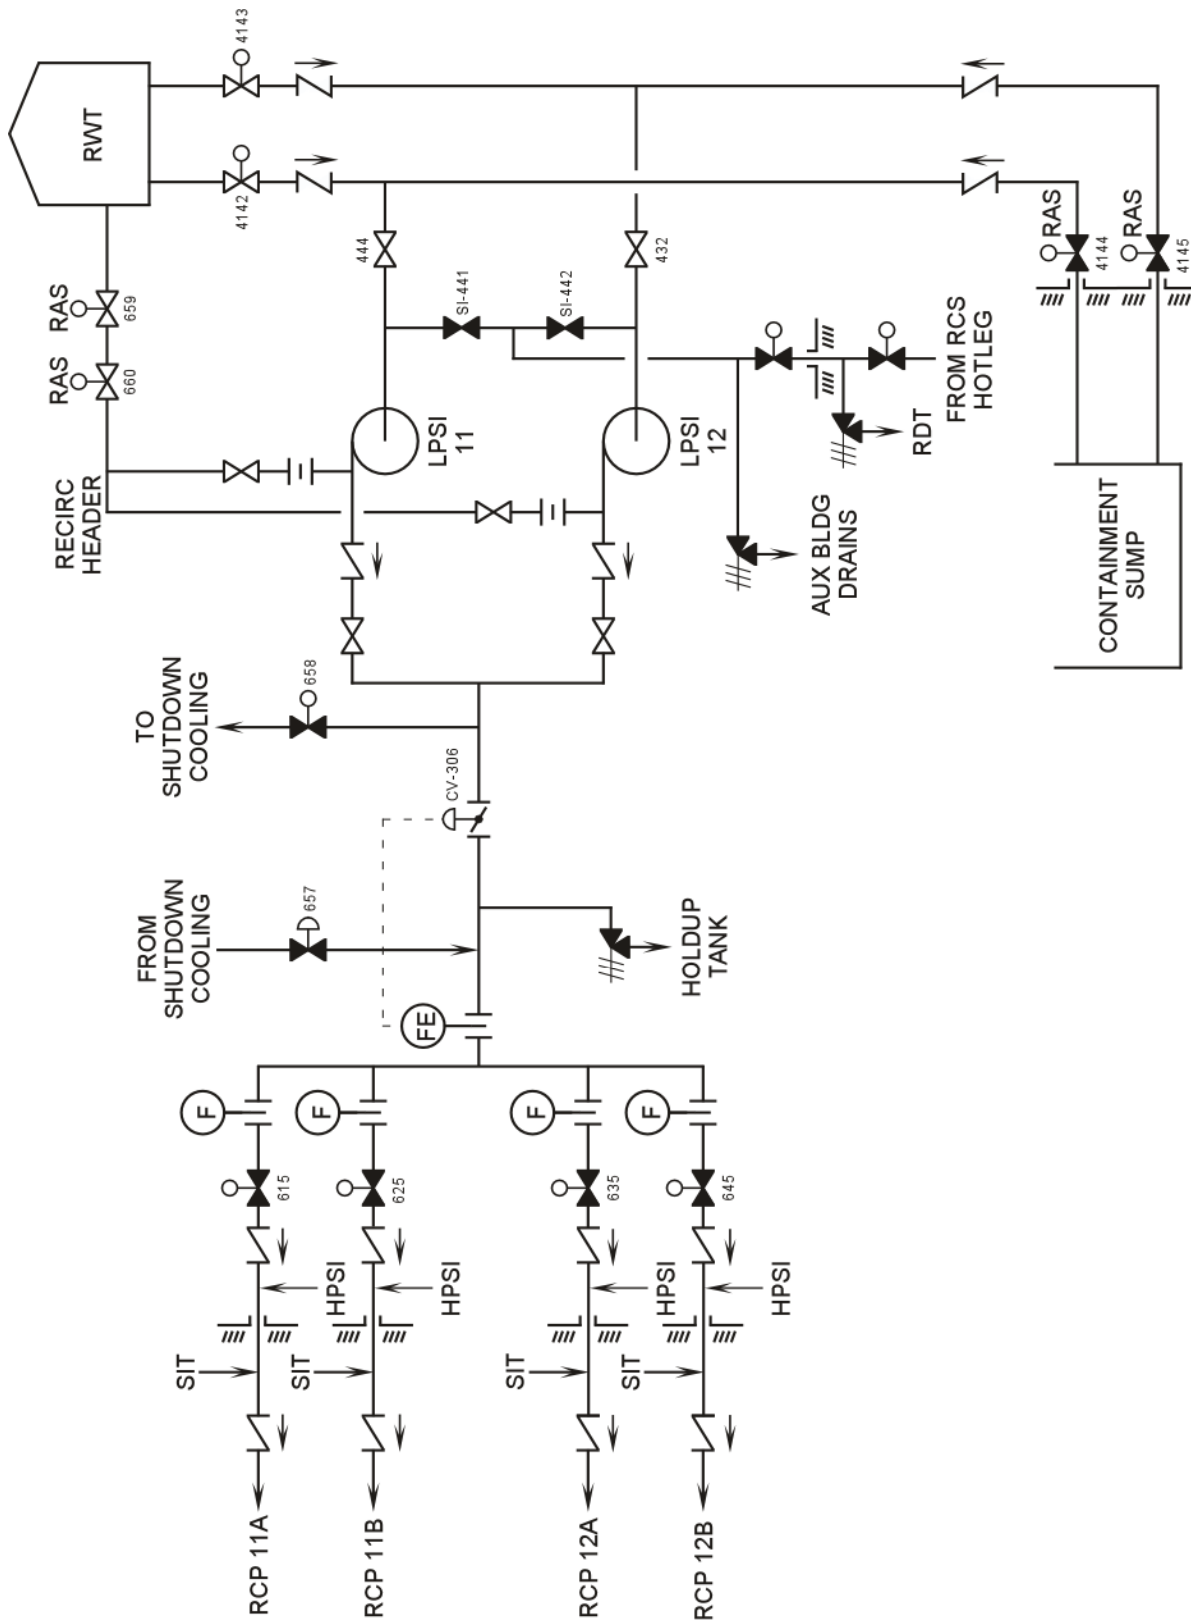 4143
RWT
4142
RAS
659
RAS
660
444
432
SI-441
SI-442
RAS
4144
RAS
4145
FROM RCS
HOTLEG
RDT
LPSI
11
LPSI
12
RECIRC
HEADER
AUX BLDG
DRAINS
CONTAINMENT
SUMP
TO
SHUTDOWN
COOLING
658
CV-306
FROM
SHUTDOWN
COOLING
657
HOLDUP
TANK
FE
F
F
F
F
615
625
635
645
HPSI
HPSI
HPSI
HPSI
SIT
SIT
SIT
SIT
RCP 11A
RCP 11B
RCP 12A
RCP 12B